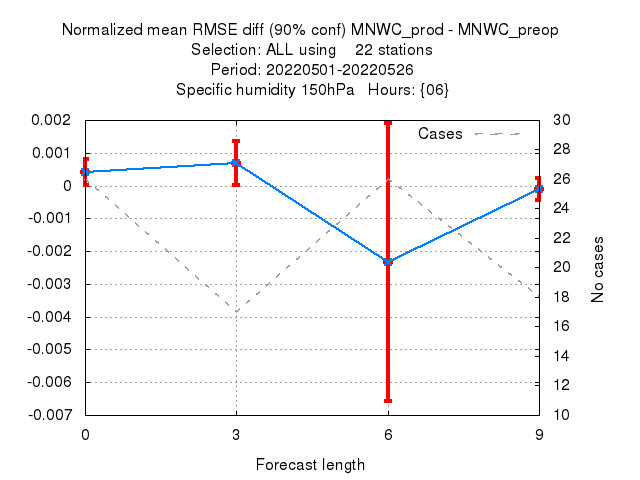 Normalized mean RMSE diff (90% conf) MNWC_prod - MNWC_preop
Selection: ALL using 22 stations
Period: 20220501-20220526
Specific humidity 150hPa Hours: {06}
Cases
0.002
0.001
0
-0.001
-0.002
-0.003
-0.004
-0.005
-0.006
-0.007
30
28
26
24
22
20
18
16
14
12
10
No cases
0 3 6 9
Forecast length